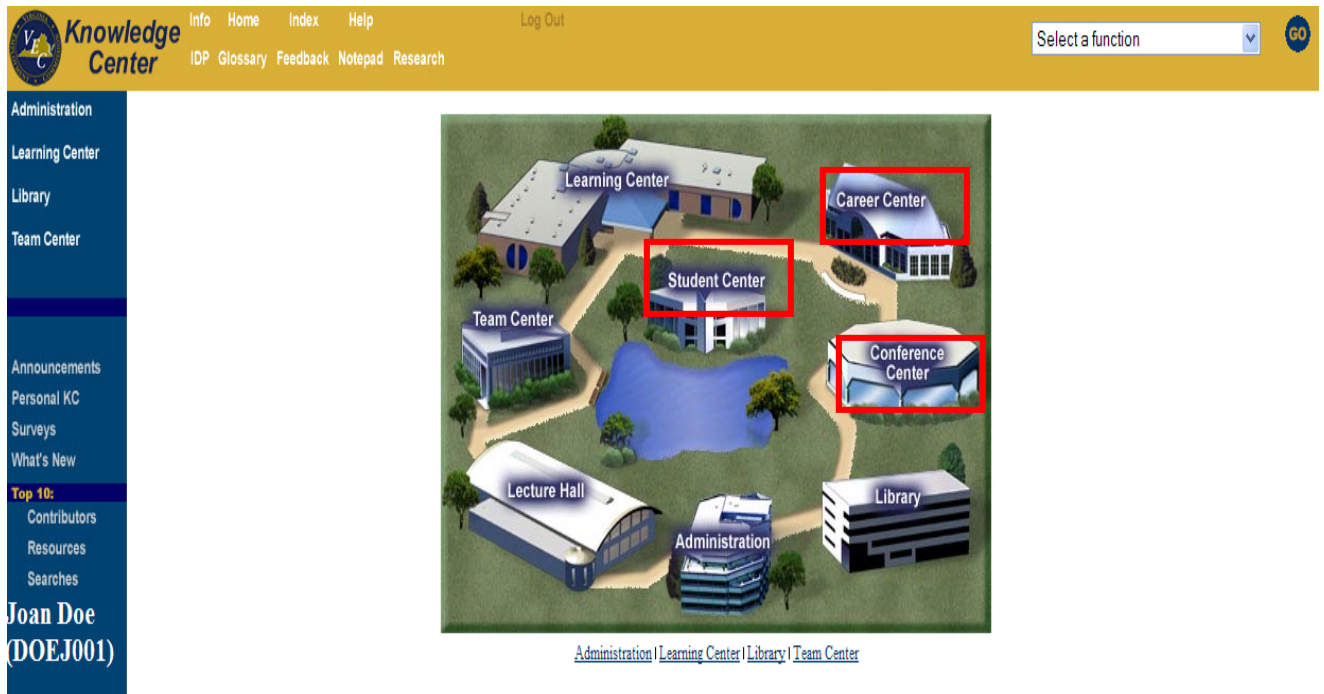 VEC
Knowledge
Center
Info Home Index Help Log Out
IDP Glossary Feedback Notepad Research
Select a function
GO
Administration
Learning Center
Library
Team Center
Announcements
Personal KC
Surveys
What's New
Top 10:
Contributors
Resources
Searches
Joan Doe
(DOEJ001)
Learning Center
Career Center
Student Center
Team Center
Conference
Center
Lecture Hall
Library
Administration
Administration | Learning Center | Library | Team Center